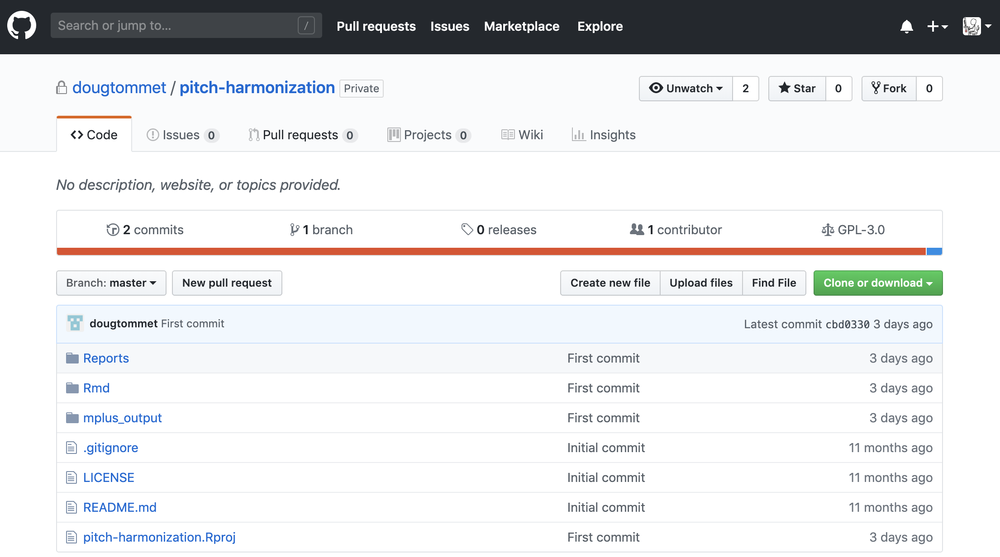 Search or jump to... /
Pull requests Issues Marketplace Explore
dougtommet / pitch-harmonization Private
Unwatch 2 Star 0 Fork 0
Code Issues 0 Pull requests 0 Projects 0 Wiki Insights
No description, website, or topics provided.
2 commits 1 branch 0 releases 1 contributor GPL-3.0
Branch: master New pull request Create new file Upload files Find File Clone or download
dougtommet First commit Latest commit cbd0330 3 days ago
Reports First commit 3 days ago
Rmd First commit 3 days ago
mplus_output First commit 3 days ago
.gitignore Initial commit 11 months ago
LICENSE Initial commit 11 months ago
README.md Initial commit 11 months ago
pitch-harmonization.Rproj First commit 3 days ago